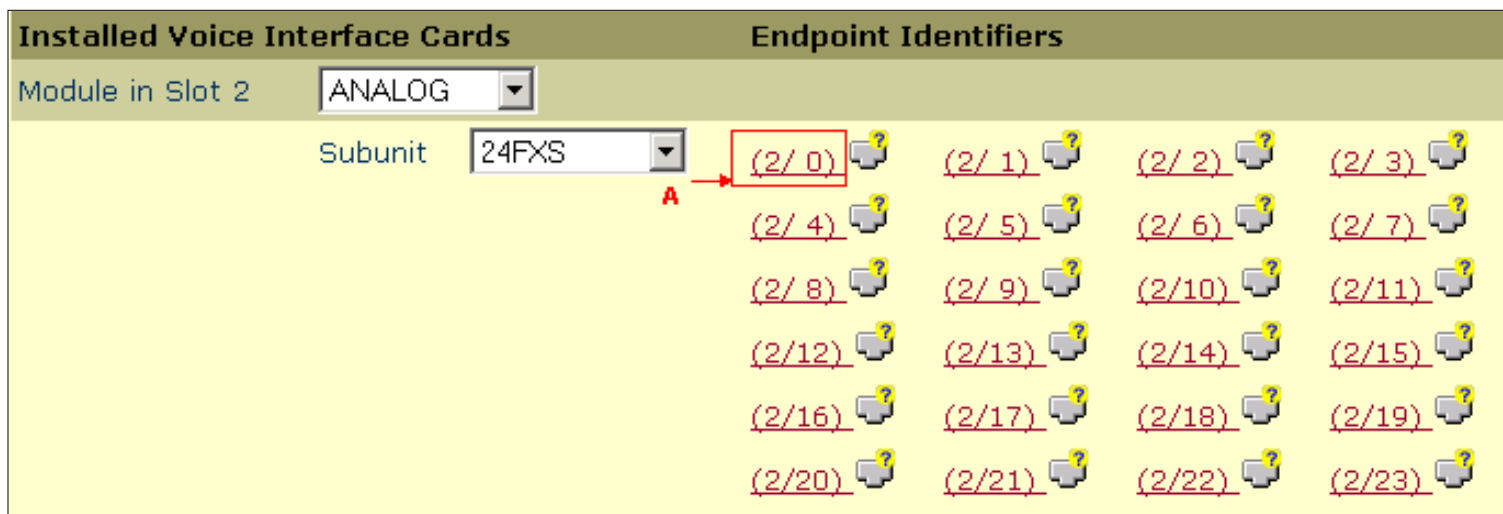 Installed Voice Interface Cards Endpoint Identifiers
Module in Slot 2 ANALOG
Subunit 24FXS (2/ 0) ? (2/ 1) ? (2/ 2) ? (2/ 3) ?
A
(2/ 4) ? (2/ 5) ? (2/ 6) ? (2/ 7) ?
(2/ 8) ? (2/ 9) ? (2/10) ? (2/11) ?
(2/12) ? (2/13) ? (2/14) ? (2/15) ?
(2/16) ? (2/17) ? (2/18) ? (2/19) ?
(2/20) ? (2/21) ? (2/22) ? (2/23) ?